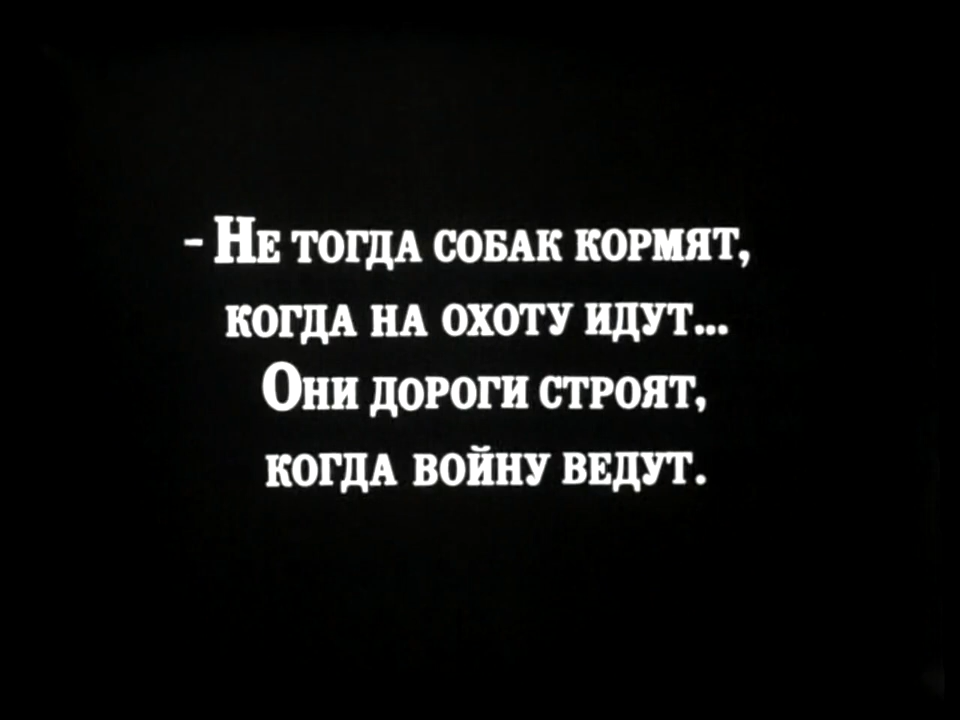 - Не тогда собак кормят,
когда на охоту идут...
Они дороги строят,
когда войну ведут.